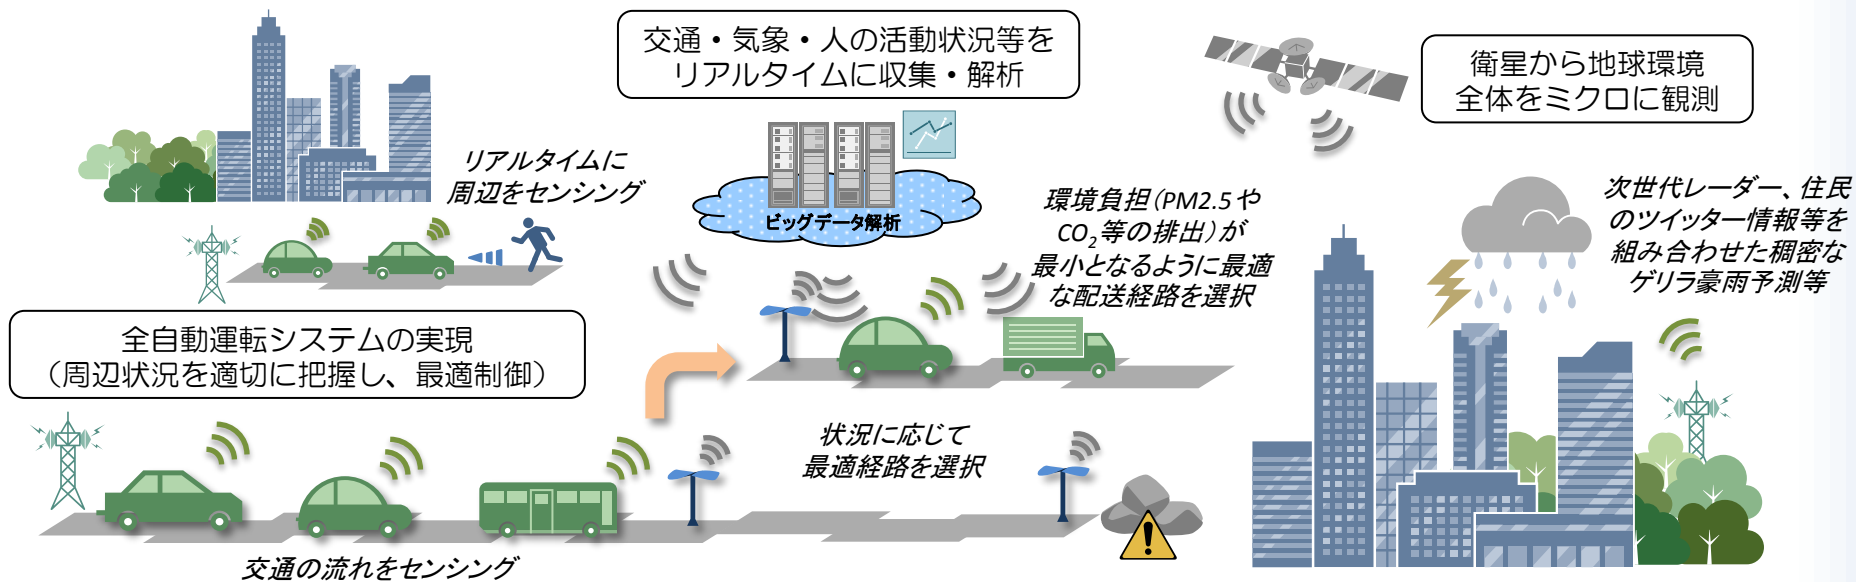 交通・気象・人の活動状況等を
リアルタイムに収集・解析
衛星から地球環境
全体をミクロに観測
リアルタイムに
周辺をセンシング
ビッグデータ解析
環境負担（PM2.5や
CO₂等の排出）が
最小となるように最適
な配送経路を選択
次世代レーダー、住民
のツイッター情報等を
組み合わせた稠密な
ゲリラ豪雨予測等
全自動運転システムの実現
（周辺状況を適切に把握し、最適制御）
状況に応じて
最適経路を選択
交通の流れをセンシング